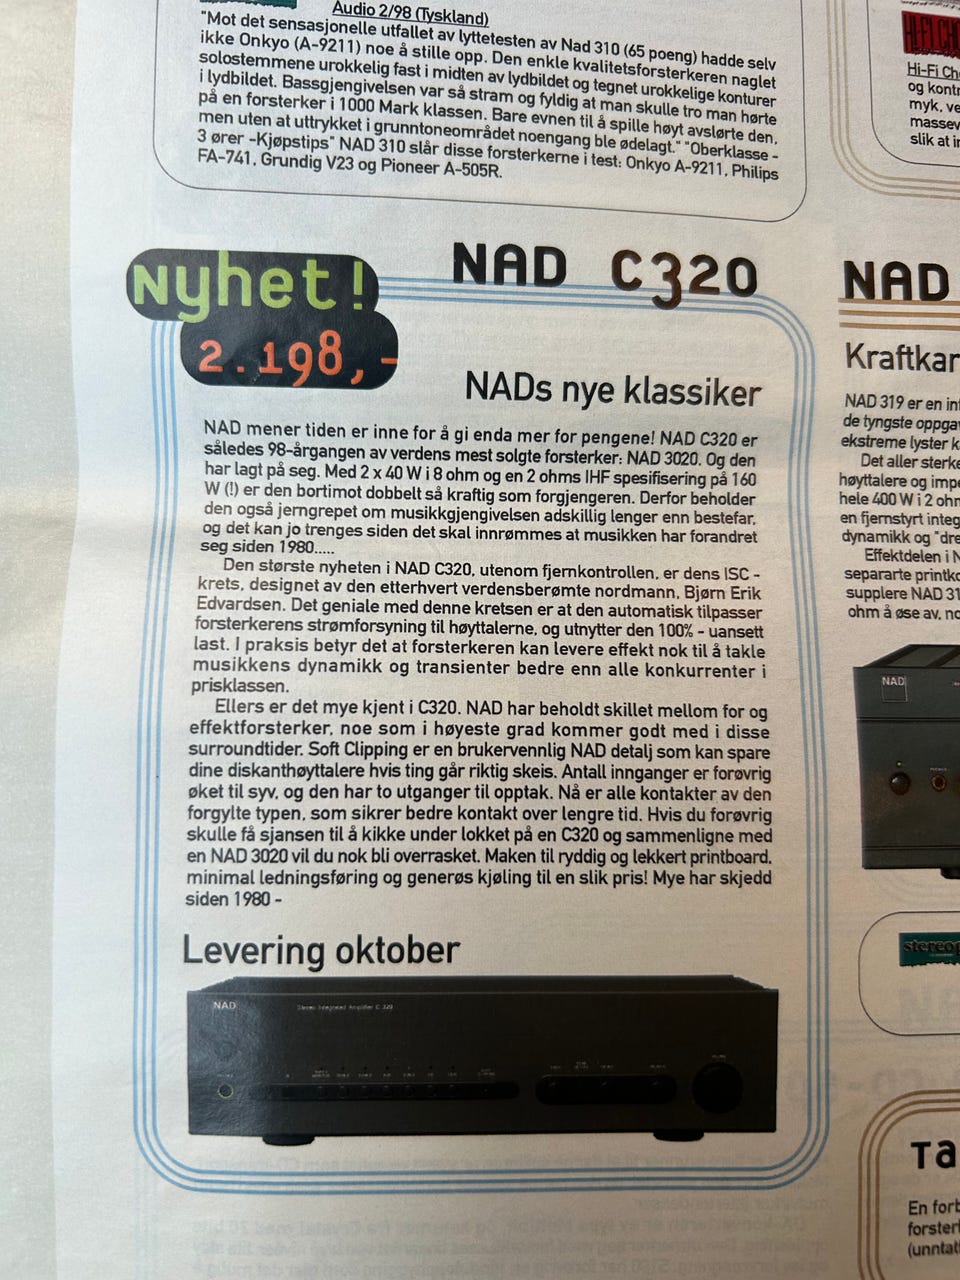 Audio 2/98 (Tyskland)
"Mot det sensasjonelle utfallet av lyttetesten av Nad 310 (65 poeng) hadde selv
ikke Onkyo (A-9211) noe å stille opp. Den enkle kvalitetsforsterkeren naglet
solostemmene urokkelig fast i midten av lydbildet og tegnet urokkelige konturer
i lydbildet. Bassgjengivelsen var så stram og fyldig at man skulle tro man hørte
på en forsterker i 1000 Mark klassen. Bare evnen til å spille høyt avslørte den,
men uten at uttrykket i grunntoneområdet noengang ble ødelagt." "Oberklasse -
3 ører -Kjøpstips" NAD 310 slår disse forsterkerne i test: Onkyo A-9211, Philips
FA-741, Grundig V23 og Pioneer A-505R.
Nyhet!
2.198,-
NAD C320
NADs nye klassiker
NAD mener tiden er inne for å gi enda mer for pengene! NAD C320 er
således 98-årgangen av verdens mest solgte forsterker: NAD 3020. Og den
har lagt på seg. Med 2 x 40 W i 8 ohm og en 2 ohms IHF spesifisering på 160
W (!) er den bortimot dobbelt så kraftig som forgjengeren. Derfor beholder
den også jerngrepet om musikkgjengivelsen adskillig lenger enn bestefar,
og det kan jo trenges siden det skal innrømmes at musikken har forandret
seg siden 1980.....
Den største nyheten i NAD C320, utenom fjernkontrollen, er dens ISC -
krets, designet av den etterhvert verdensberømte nordmann, Bjørn Erik
Edvardsen. Det geniale med denne kretsen er at den automatisk tilpasser
forsterkerens strømforsyning til høyttalerne, og utnytter den 100% - uansett
last. I praksis betyr det at forsterkeren kan levere effekt nok til å takle
musikkens dynamikk og transienter bedre enn alle konkurrenter i
prisklassen.
Ellers er det mye kjent i C320. NAD har beholdt skillet mellom for og
effektforsterker, noe som i høyeste grad kommer godt med i disse
surroundtider. Soft Clipping er en brukervennlig NAD detalj som kan spare
dine diskanthøyttalere hvis ting går riktig skeis. Antall innganger er forøvrig
øket til syv, og den har to utganger til opptak. Nå er alle kontakter av den
forgylte typen, som sikrer bedre kontakt over lengre tid. Hvis du forøvrig
skulle få sjansen til å kikke under lokket på en C320 og sammenligne med
en NAD 3020 vil du nok bli overrasket. Maken til ryddig og lekkert printboard,
minimal ledningsføring og generøs kjøling til en slik pris! Mye har skjedd
siden 1980 -
Levering oktober
NAD
Stereo Integrated Amplifier C 320
Hi-Fi Ch
og kontr
myk, ve
massev
slik at i
NAD
Kraftkar
NAD 319 er en int
de tyngste oppga
ekstreme lyster k
Det aller sterke
høyttalere og impe
hele 400 W i 2 ohm
en fjernstyrt integ
dynamikk og "dre
Effektdelen i N
separarte printko
supplere NAD 31
ohm å øse av, no
NAD
stereop
Ta
En forb
forster
(unntat